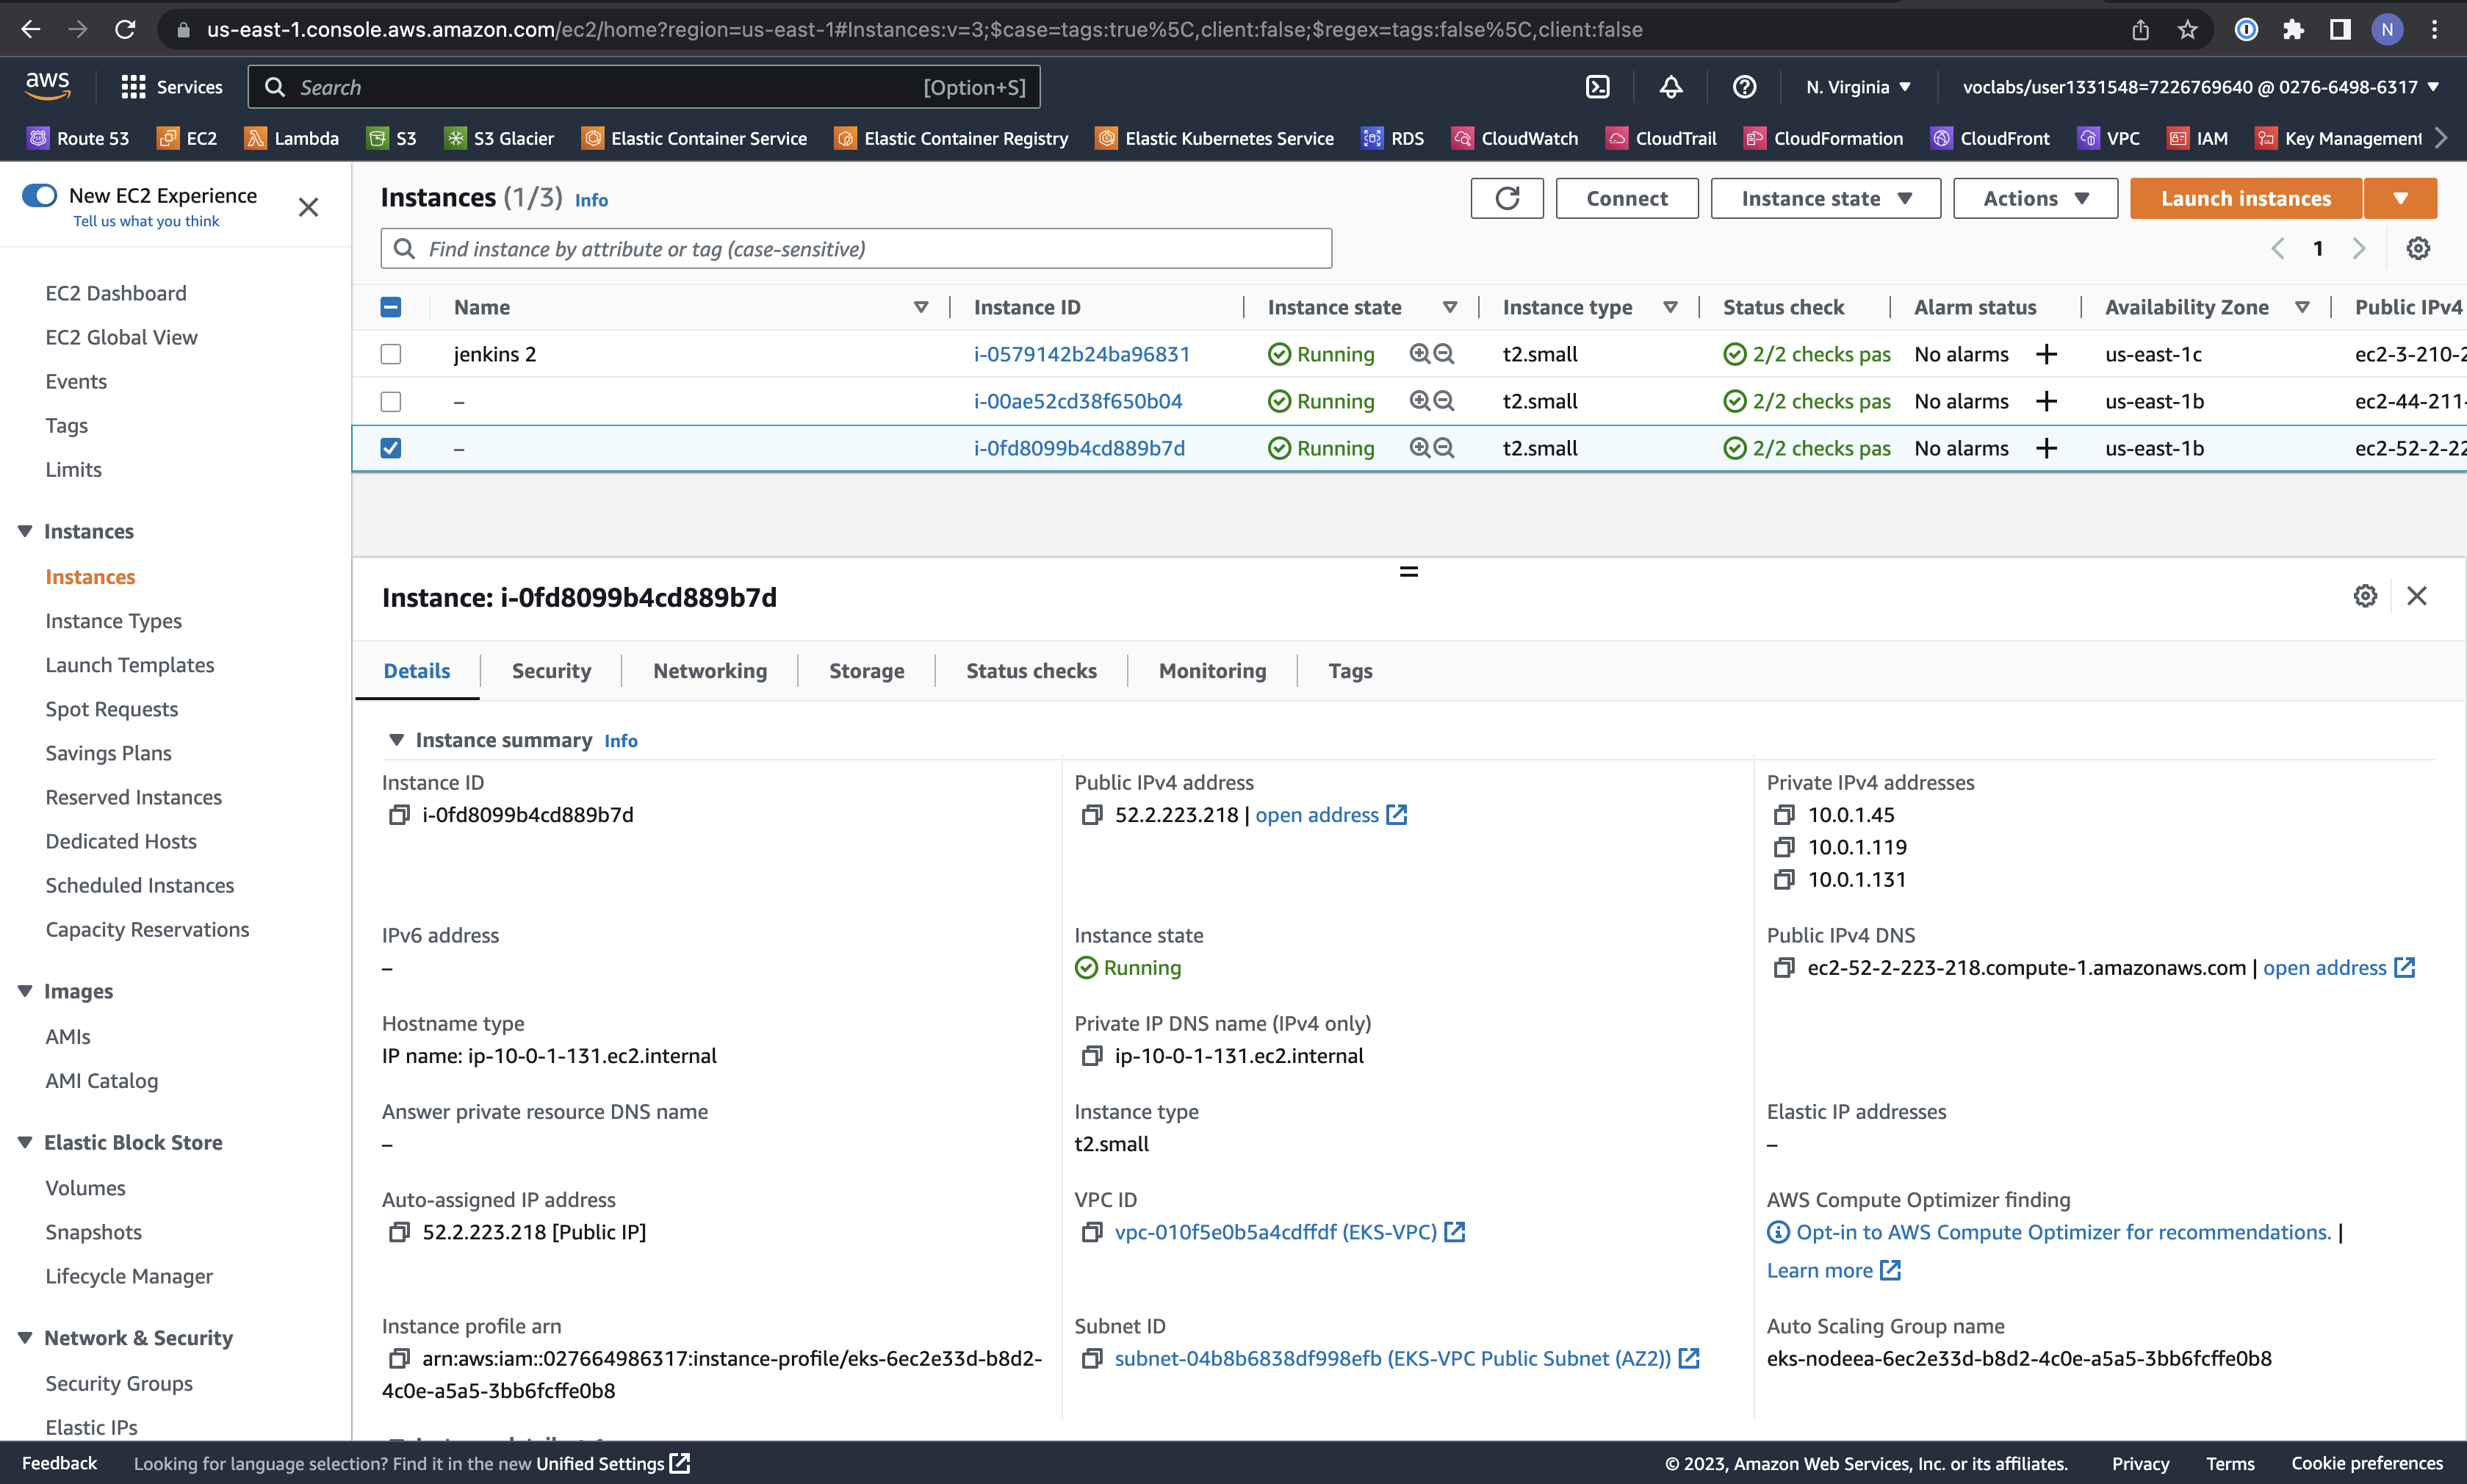 us-east-1.console.aws.amazon.com/ec2/home?region=us-east-1#Instances:v=3;$case=tags:true%5C,client:false;$regex=tags:false%5C,client:false
N
aws
Services
Search
[Option+S]
N. Virginia
voclabs/user1331548=7226769640 @ 0276-6498-6317
Route 53
EC2
Lambda
S3
S3 Glacier
Elastic Container Service
Elastic Container Registry
Elastic Kubernetes Service
RDS
CloudWatch
CloudTrail
CloudFormation
CloudFront
VPC
IAM
Key Management
New EC2 Experience
Tell us what you think
EC2 Dashboard
EC2 Global View
Events
Tags
Limits
Instances
Instances
Instance Types
Launch Templates
Spot Requests
Savings Plans
Reserved Instances
Dedicated Hosts
Scheduled Instances
Capacity Reservations
Images
AMIs
AMI Catalog
Elastic Block Store
Volumes
Snapshots
Lifecycle Manager
Network & Security
Security Groups
Elastic IPs
Instances (1/3) Info
Connect
Instance state
Actions
Launch instances
Find instance by attribute or tag (case-sensitive)
1
Name Instance ID Instance state Instance type Status check Alarm status Availability Zone Public IPv4
jenkins 2 i-0579142b24ba96831 Running t2.small 2/2 checks pas No alarms + us-east-1c ec2-3-210-2
– i-00ae52cd38f650b04 Running t2.small 2/2 checks pas No alarms + us-east-1b ec2-44-211-
– i-0fd8099b4cd889b7d Running t2.small 2/2 checks pas No alarms + us-east-1b ec2-52-2-22
Instance: i-0fd8099b4cd889b7d
Details
Security
Networking
Storage
Status checks
Monitoring
Tags
Instance summary Info
Instance ID
i-0fd8099b4cd889b7d
Public IPv4 address
52.2.223.218 | open address
Private IPv4 addresses
10.0.1.45
10.0.1.119
10.0.1.131
IPv6 address
–
Instance state
Running
Public IPv4 DNS
ec2-52-2-223-218.compute-1.amazonaws.com | open address
Hostname type
IP name: ip-10-0-1-131.ec2.internal
Private IP DNS name (IPv4 only)
ip-10-0-1-131.ec2.internal
Answer private resource DNS name
–
Instance type
t2.small
Elastic IP addresses
–
Auto-assigned IP address
52.2.223.218 [Public IP]
VPC ID
vpc-010f5e0b5a4cdffdf (EKS-VPC)
AWS Compute Optimizer finding
Opt-in to AWS Compute Optimizer for recommendations. |
Learn more
Instance profile arn
arn:aws:iam::027664986317:instance-profile/eks-6ec2e33d-b8d2-
4c0e-a5a5-3bb6fcffe0b8
Subnet ID
subnet-04b8b6838df998efb (EKS-VPC Public Subnet (AZ2))
Auto Scaling Group name
eks-nodeea-6ec2e33d-b8d2-4c0e-a5a5-3bb6fcffe0b8
Feedback
Looking for language selection? Find it in the new Unified Settings
© 2023, Amazon Web Services, Inc. or its affiliates.
Privacy
Terms
Cookie preferences